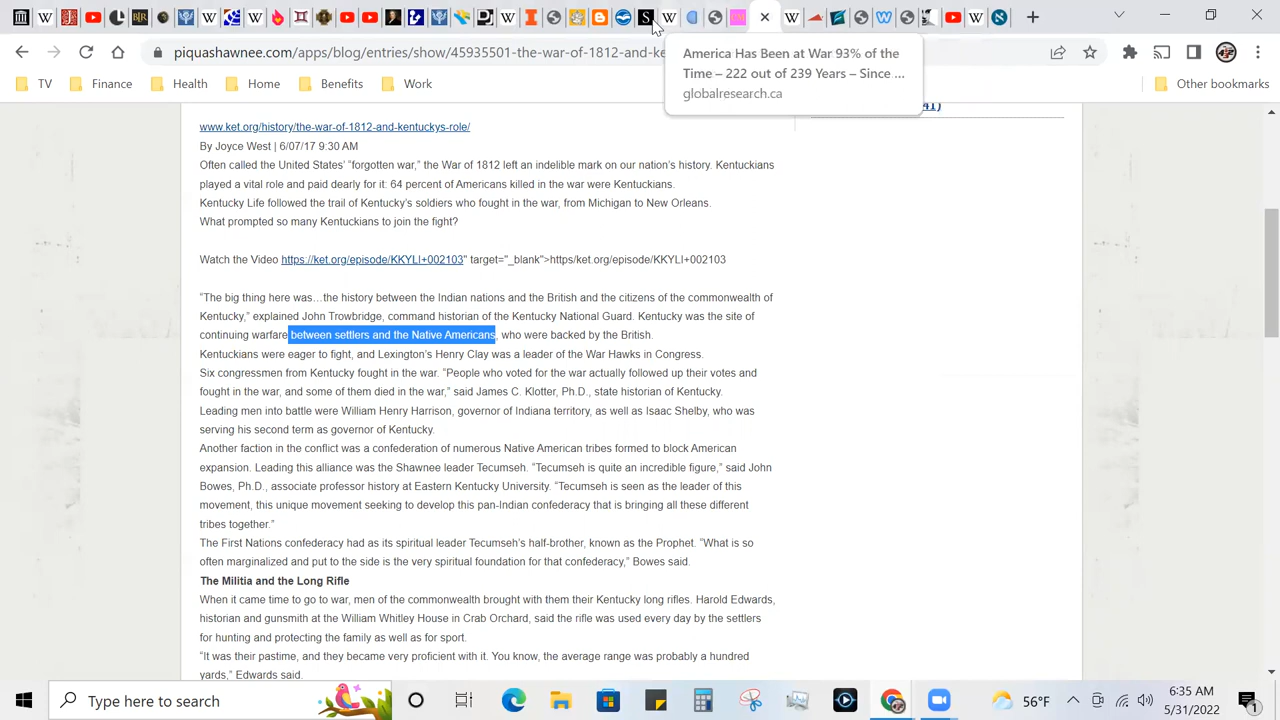 piquashawnee.com/apps/blog/entries/show/45935501-the-war-of-1812-and-ke
America Has Been at War 93% of the
Time – 222 out of 239 Years – Since ...
globalresearch.ca
TV
Finance
Health
Home
Benefits
Work
Other bookmarks
41)
www.ket.org/history/the-war-of-1812-and-kentuckys-role/
By Joyce West | 6/07/17 9:30 AM
Often called the United States' "forgotten war," the War of 1812 left an indelible mark on our nation's history. Kentuckians
played a vital role and paid dearly for it: 64 percent of Americans killed in the war were Kentuckians.
Kentucky Life followed the trail of Kentucky's soldiers who fought in the war, from Michigan to New Orleans.
What prompted so many Kentuckians to join the fight?
Watch the Video https://ket.org/episode/KKYLI+002103" target="_blank">https/ket.org/episode/KKYLI+002103
"The big thing here was…the history between the Indian nations and the British and the citizens of the commonwealth of
Kentucky," explained John Trowbridge, command historian of the Kentucky National Guard. Kentucky was the site of
continuing warfare between settlers and the Native Americans, who were backed by the British.
Kentuckians were eager to fight, and Lexington's Henry Clay was a leader of the War Hawks in Congress.
Six congressmen from Kentucky fought in the war. "People who voted for the war actually followed up their votes and
fought in the war, and some of them died in the war," said James C. Klotter, Ph.D., state historian of Kentucky.
Leading men into battle were William Henry Harrison, governor of Indiana territory, as well as Isaac Shelby, who was
serving his second term as governor of Kentucky.
Another faction in the conflict was a confederation of numerous Native American tribes formed to block American
expansion. Leading this alliance was the Shawnee leader Tecumseh. "Tecumseh is quite an incredible figure," said John
Bowes, Ph.D., associate professor history at Eastern Kentucky University. "Tecumseh is seen as the leader of this
movement, this unique movement seeking to develop this pan-Indian confederacy that is bringing all these different
tribes together."
The First Nations confederacy had as its spiritual leader Tecumseh's half-brother, known as the Prophet. "What is so
often marginalized and put to the side is the very spiritual foundation for that confederacy," Bowes said.
The Militia and the Long Rifle
When it came time to go to war, men of the commonwealth brought with them their Kentucky long rifles. Harold Edwards,
historian and gunsmith at the William Whitley House in Crab Orchard, said the rifle was used every day by the settlers
for hunting and protecting the family as well as for sport.
"It was their pastime, and they became very proficient with it. You know, the average range was probably a hundred
yards," Edwards said.
Type here to search
56°F
6:35 AM
5/31/2022
1